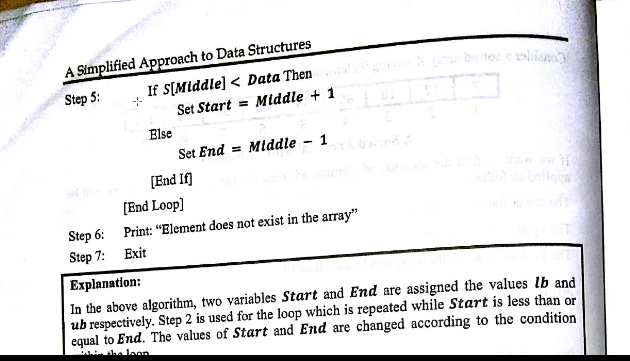 A Simplified Approach to Data Structures
Step 5: If S[Middle] < Data Then
Set Start = Middle + 1
Else
Set End = Middle − 1
[End If]
[End Loop]
Step 6: Print: “Element does not exist in the array”
Step 7: Exit
Explanation:
In the above algorithm, two variables Start and End are assigned the values lb and
ub respectively. Step 2 is used for the loop which is repeated while Start is less than or
equal to End. The values of Start and End are changed according to the condition
the loop